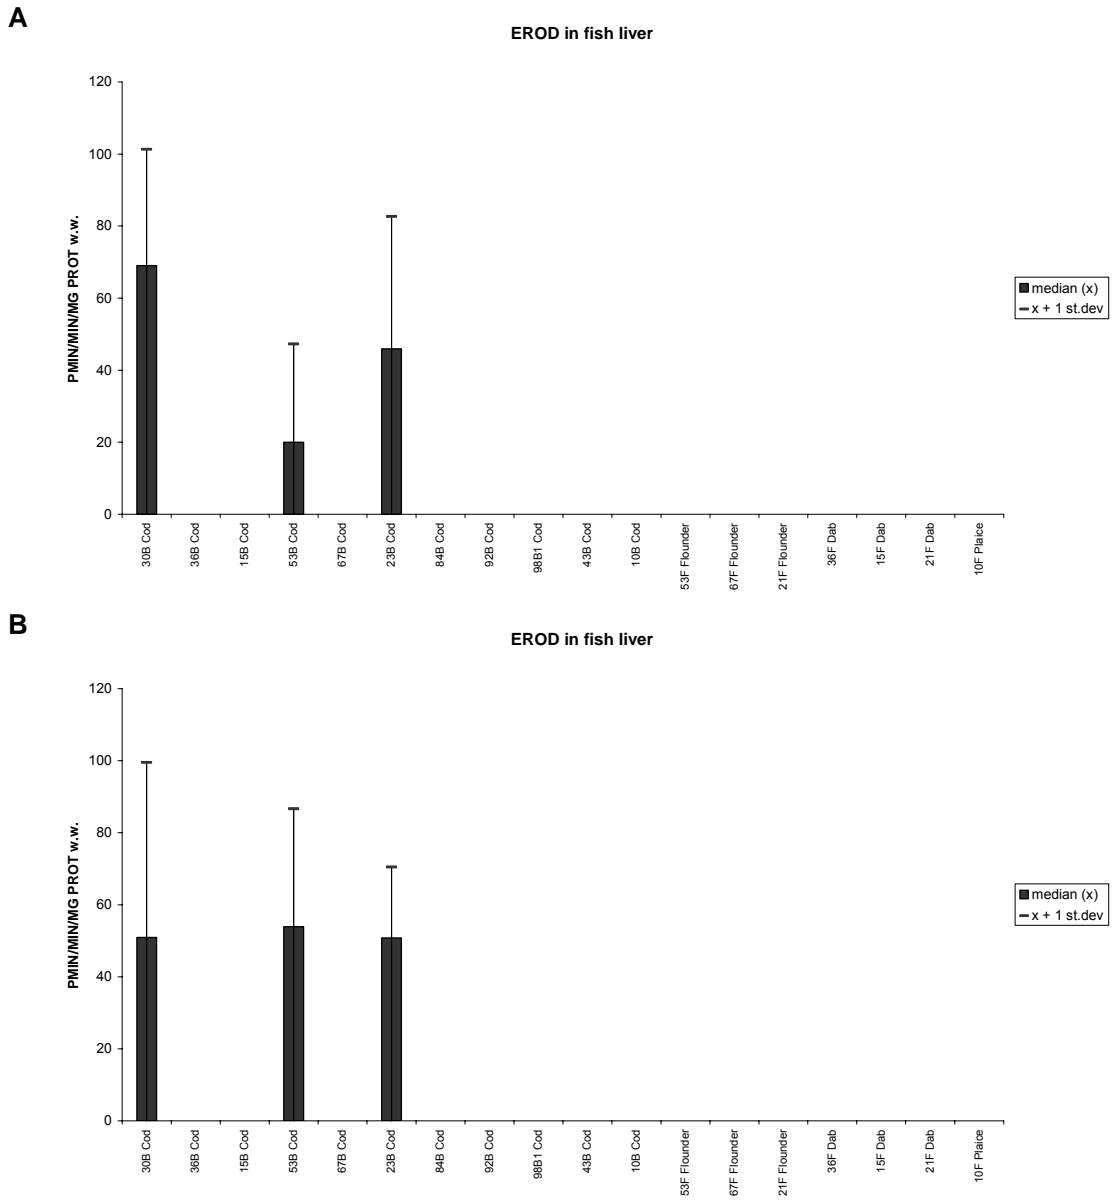 A
EROD in fish liver
120
100
80
60
40
20
0
PMIN/MIN/MG PROT w.w.
30B Cod
36B Cod
15B Cod
53B Cod
67B Cod
23B Cod
84B Cod
92B Cod
98B1 Cod
43B Cod
10B Cod
53F Flounder
67F Flounder
21F Flounder
36F Dab
15F Dab
21F Dab
10F Plaice
median (x)
x + 1 st.dev
B
EROD in fish liver
120
100
80
60
40
20
0
PMIN/MIN/MG PROT w.w.
30B Cod
36B Cod
15B Cod
53B Cod
67B Cod
23B Cod
84B Cod
92B Cod
98B1 Cod
43B Cod
10B Cod
53F Flounder
67F Flounder
21F Flounder
36F Dab
15F Dab
21F Dab
10F Plaice
median (x)
x + 1 st.dev